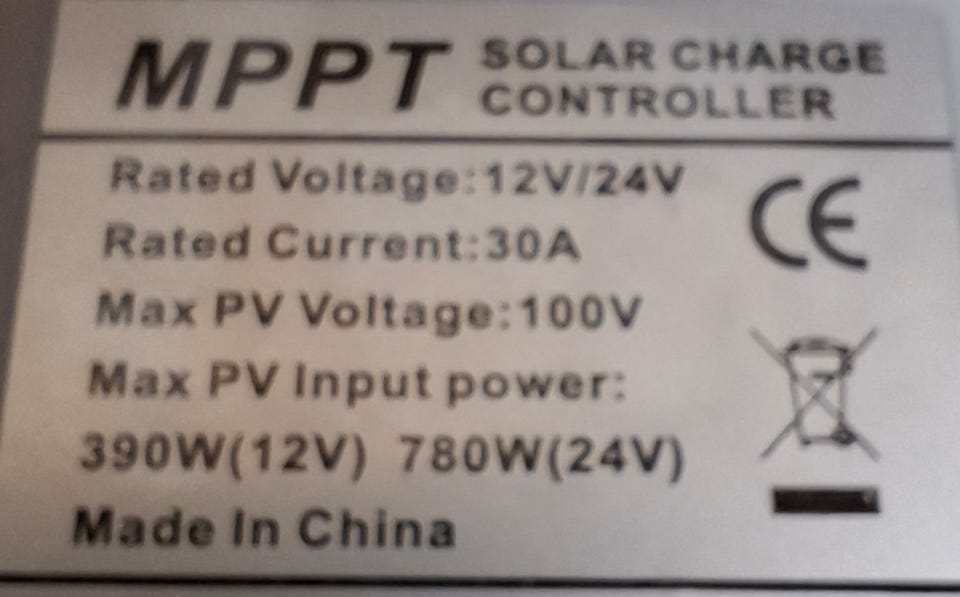 MPPT SOLAR CHARGE
CONTROLLER
Rated Voltage:12V/24V
Rated Current:30A
Max PV Voltage:100V
Max PV Input power:
390W(12V) 780W(24V)
Made In China
CE